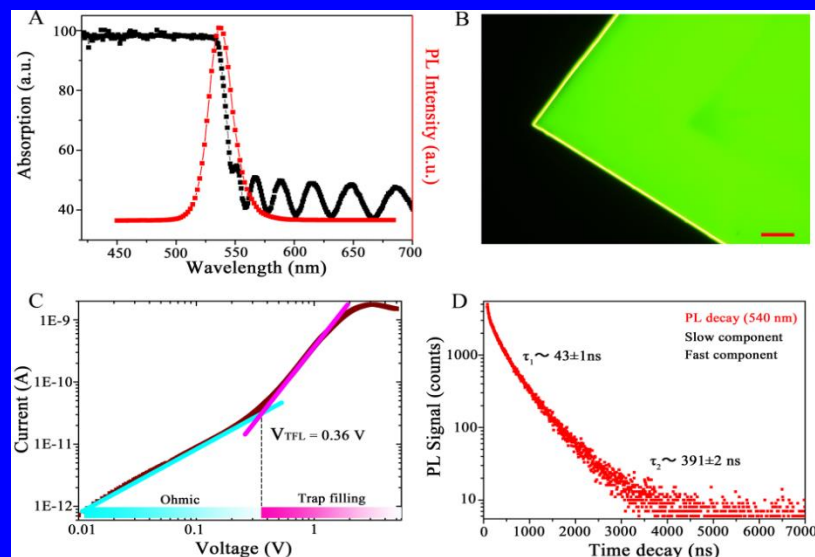 A
Absorption (a.u.)
100
80
60
40
450 500 550 600 650 700
Wavelength (nm)
PL Intensity (a.u.)
B
C
Current (A)
1E-9
1E-10
1E-11
1E-12
VTFL = 0.36 V
Ohmic
Trap filling
0.01 0.1 1
Voltage (V)
D
PL Signal (counts)
1000
100
10
PL decay (540 nm)
Slow component
Fast component
τ1～ 43±1ns
τ2～ 391±2 ns
0 1000 2000 3000 4000 5000 6000 7000
Time decay (ns)